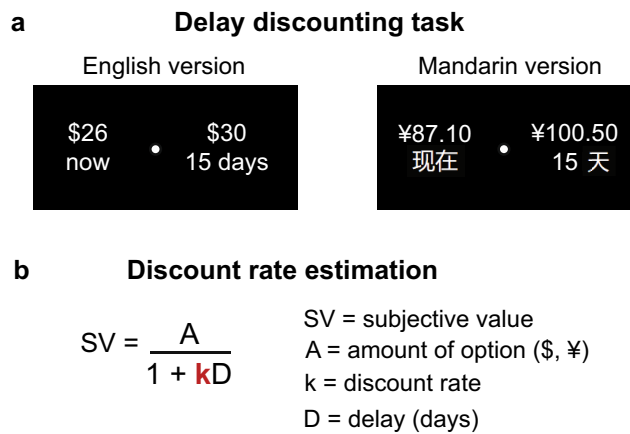 a Delay discounting task
English version
$26 $30
now 15 days
Mandarin version
¥87.10 ¥100.50
现在 15 天
b Discount rate estimation
SV = A / 1 + kD
SV = subjective value
A = amount of option ($, ¥)
k = discount rate
D = delay (days)